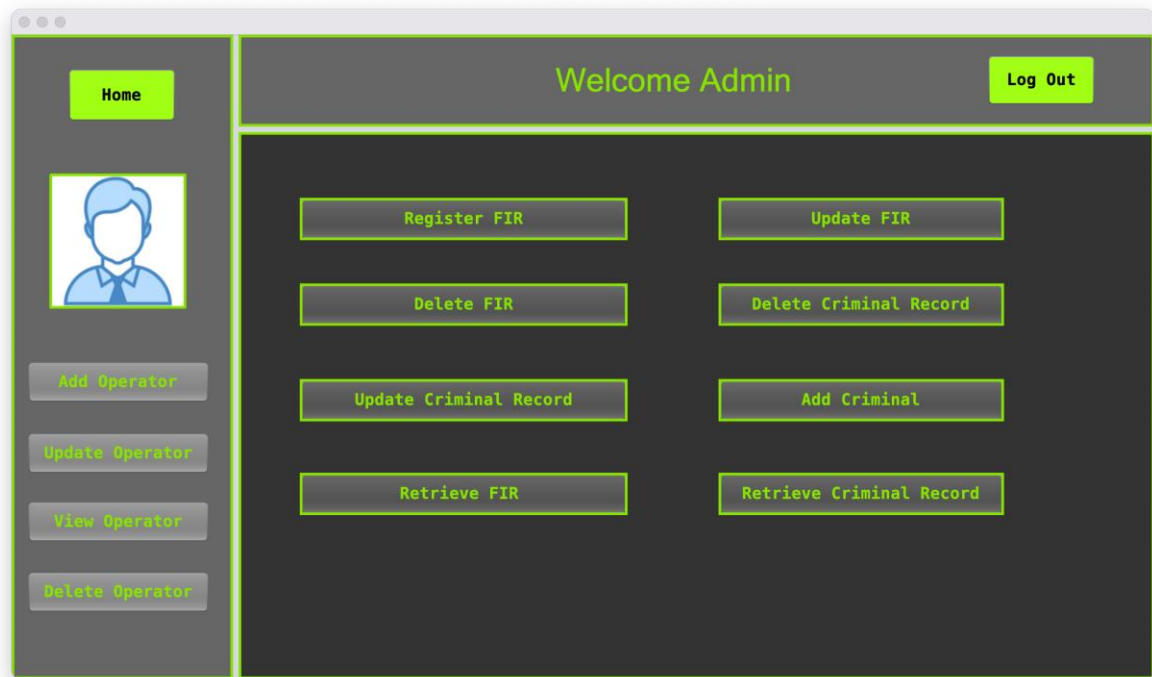 Home
Welcome Admin
Log Out
Add Operator
Update Operator
View Operator
Delete Operator
Register FIR
Update FIR
Delete FIR
Delete Criminal Record
Update Criminal Record
Add Criminal
Retrieve FIR
Retrieve Criminal Record